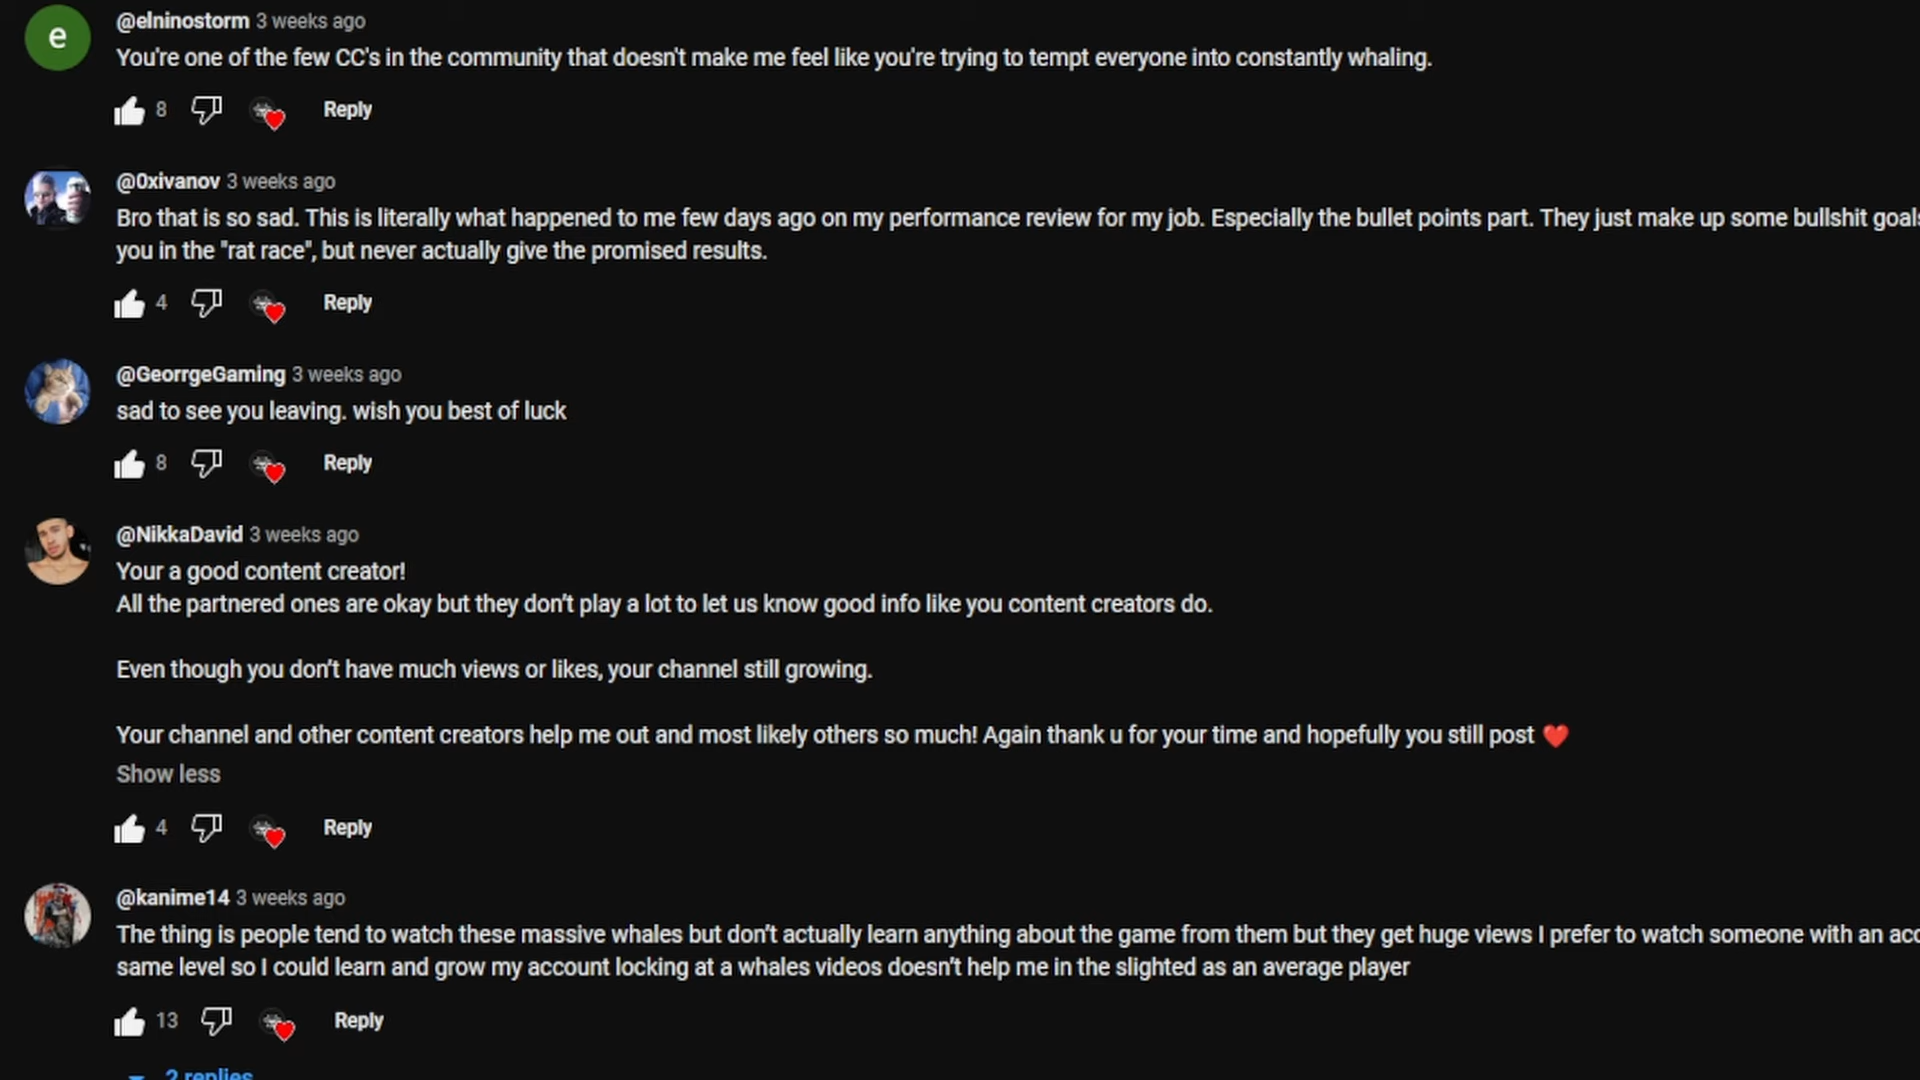 e
@elninostorm 3 weeks ago
You're one of the few CC's in the community that doesn't make me feel like you're trying to tempt everyone into constantly whaling.
8 Reply
@0xivanov 3 weeks ago
Bro that is so sad. This is literally what happened to me few days ago on my performance review for my job. Especially the bullet points part. They just make up some bullshit goals
you in the "rat race", but never actually give the promised results.
4 Reply
@GeorrgeGaming 3 weeks ago
sad to see you leaving. wish you best of luck
8 Reply
@NikkaDavid 3 weeks ago
Your a good content creator!
All the partnered ones are okay but they don't play a lot to let us know good info like you content creators do.
Even though you don't have much views or likes, your channel still growing.
Your channel and other content creators help me out and most likely others so much! Again thank u for your time and hopefully you still post ❤️
Show less
4 Reply
@kanime14 3 weeks ago
The thing is people tend to watch these massive whales but don't actually learn anything about the game from them but they get huge views I prefer to watch someone with an
same level so I could learn and grow my account locking at a whales videos doesn't help me in the slighted as an average player
13 Reply
2 replies